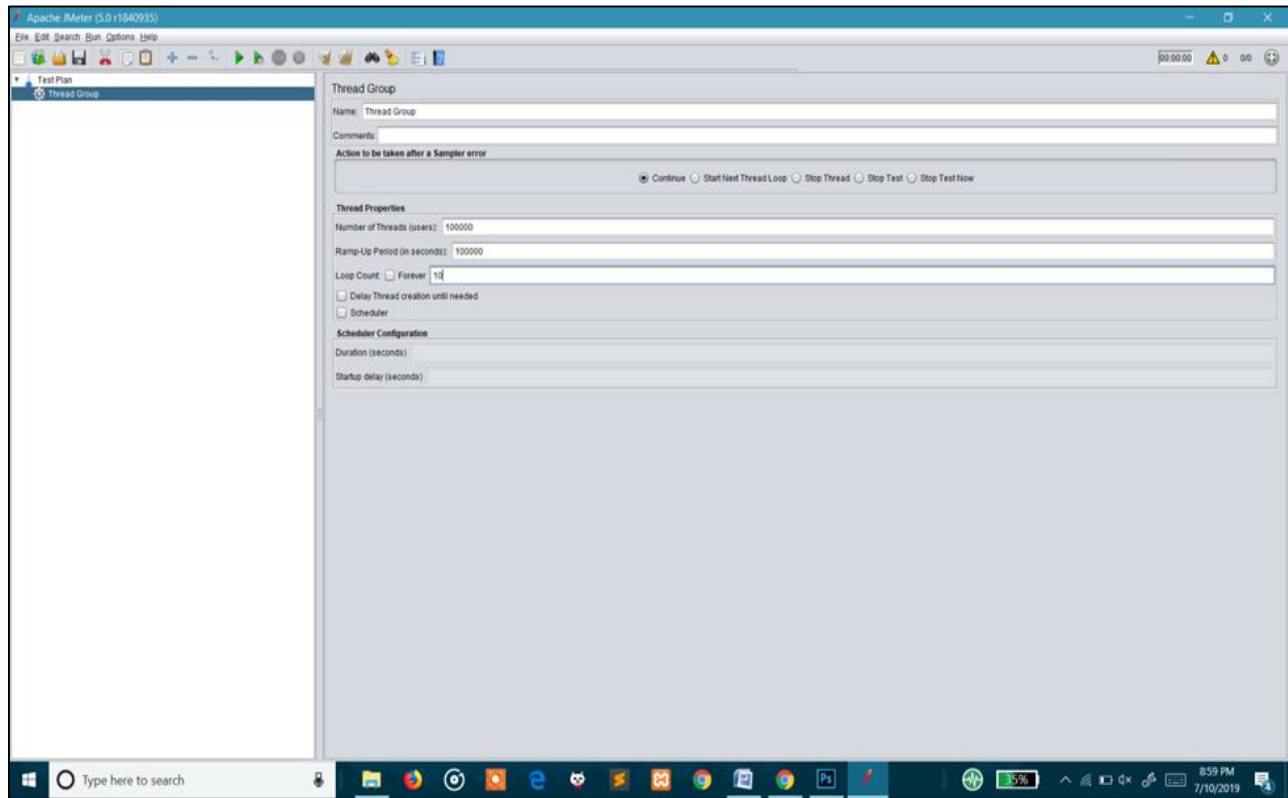 Apache JMeter (5.0 r1840935)
File Edit Search Run Options Help
00:00:00 0 0/0
Test Plan
Thread Group
Thread Group
Name: Thread Group
Comments:
Action to be taken after a Sampler error
Continue Start Next Thread Loop Stop Thread Stop Test Stop Test Now
Thread Properties
Number of Threads (users): 100000
Ramp-Up Period (in seconds): 100000
Loop Count: Forever 10
Delay Thread creation until needed
Scheduler
Scheduler Configuration
Duration (seconds)
Startup delay (seconds)
Type here to search
Ps
35%
8:59 PM
7/10/2019
4